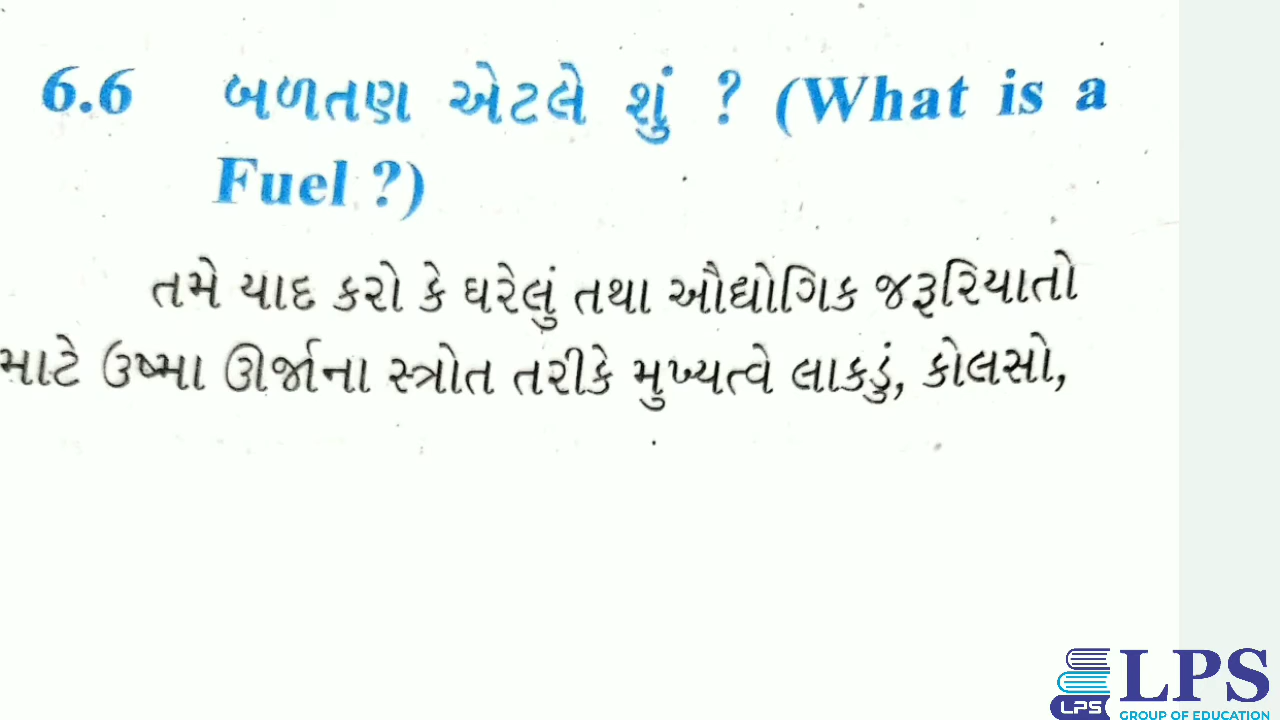 6.6 બળતણ એટલે શું ? (What is a
Fuel ?)
તમે યાદ કરો કે ઘરેલું તથા ઔદ્યોગિક જરૂરિયાતો
માટે ઉષ્મા ઊર્જાના સ્ત્રોત તરીકે મુખ્યત્વે લાકડું, કોલસો,
LPS
LPS
GROUP OF EDUCATION